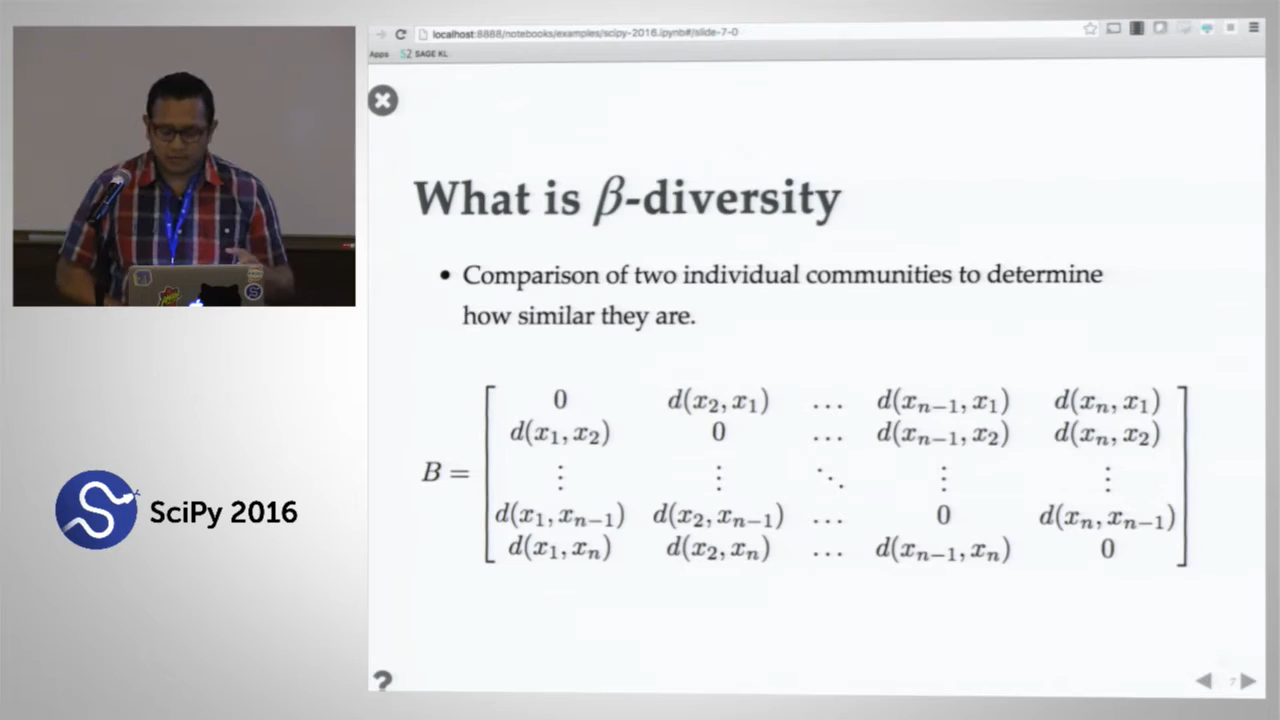 localhost:8888/notebooks/examples/scipy-2016.ipynb#/slide-7-0
Apps S2 SAGE KL
What is β-diversity
• Comparison of two individual communities to determine
how similar they are.
0 d(x₂, x₁) … d(xₙ₋₁, x₁) d(xₙ, x₁)
d(x₁, x₂) 0 … d(xₙ₋₁, x₂) d(xₙ, x₂)
B = ⋮ ⋮ ⋱ ⋮ ⋮
d(x₁, xₙ₋₁) d(x₂, xₙ₋₁) … 0 d(xₙ, xₙ₋₁)
d(x₁, xₙ) d(x₂, xₙ) … d(xₙ₋₁, xₙ) 0
SciPy 2016
?
7